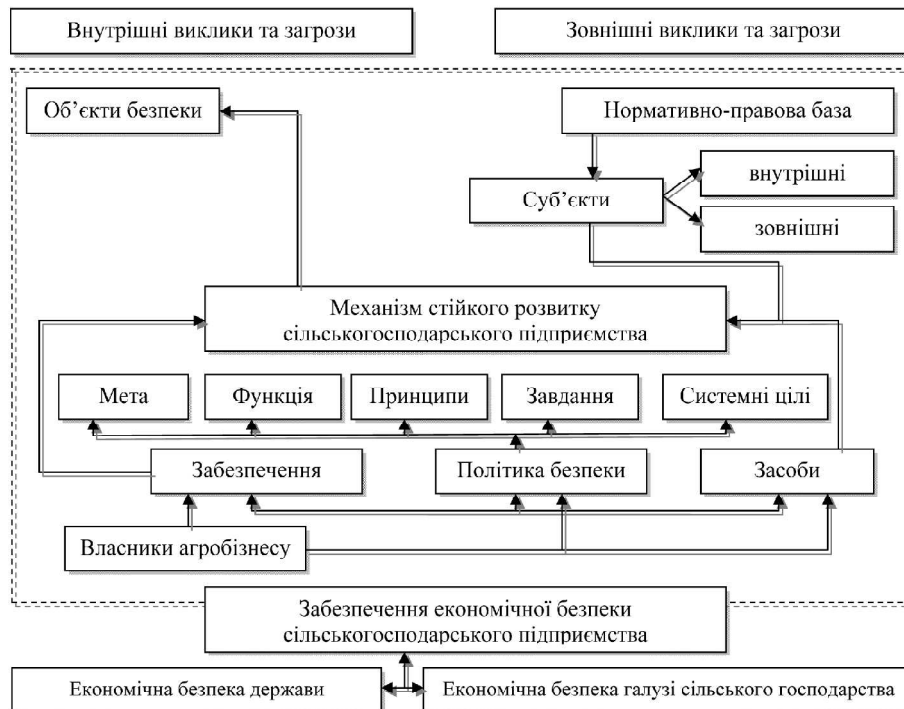 Внутрішні виклики та загрози
Зовнішні виклики та загрози
Об’єкти безпеки
Нормативно-правова база
Суб’єкти
внутрішні
зовнішні
Механізм стійкого розвитку
сільськогосподарського підприємства
Мета
Функція
Принципи
Завдання
Системні цілі
Забезпечення
Політика безпеки
Засоби
Власники агробізнесу
Забезпечення економічної безпеки
сільськогосподарського підприємства
Економічна безпека держави
Економічна безпека галузі сільського господарства